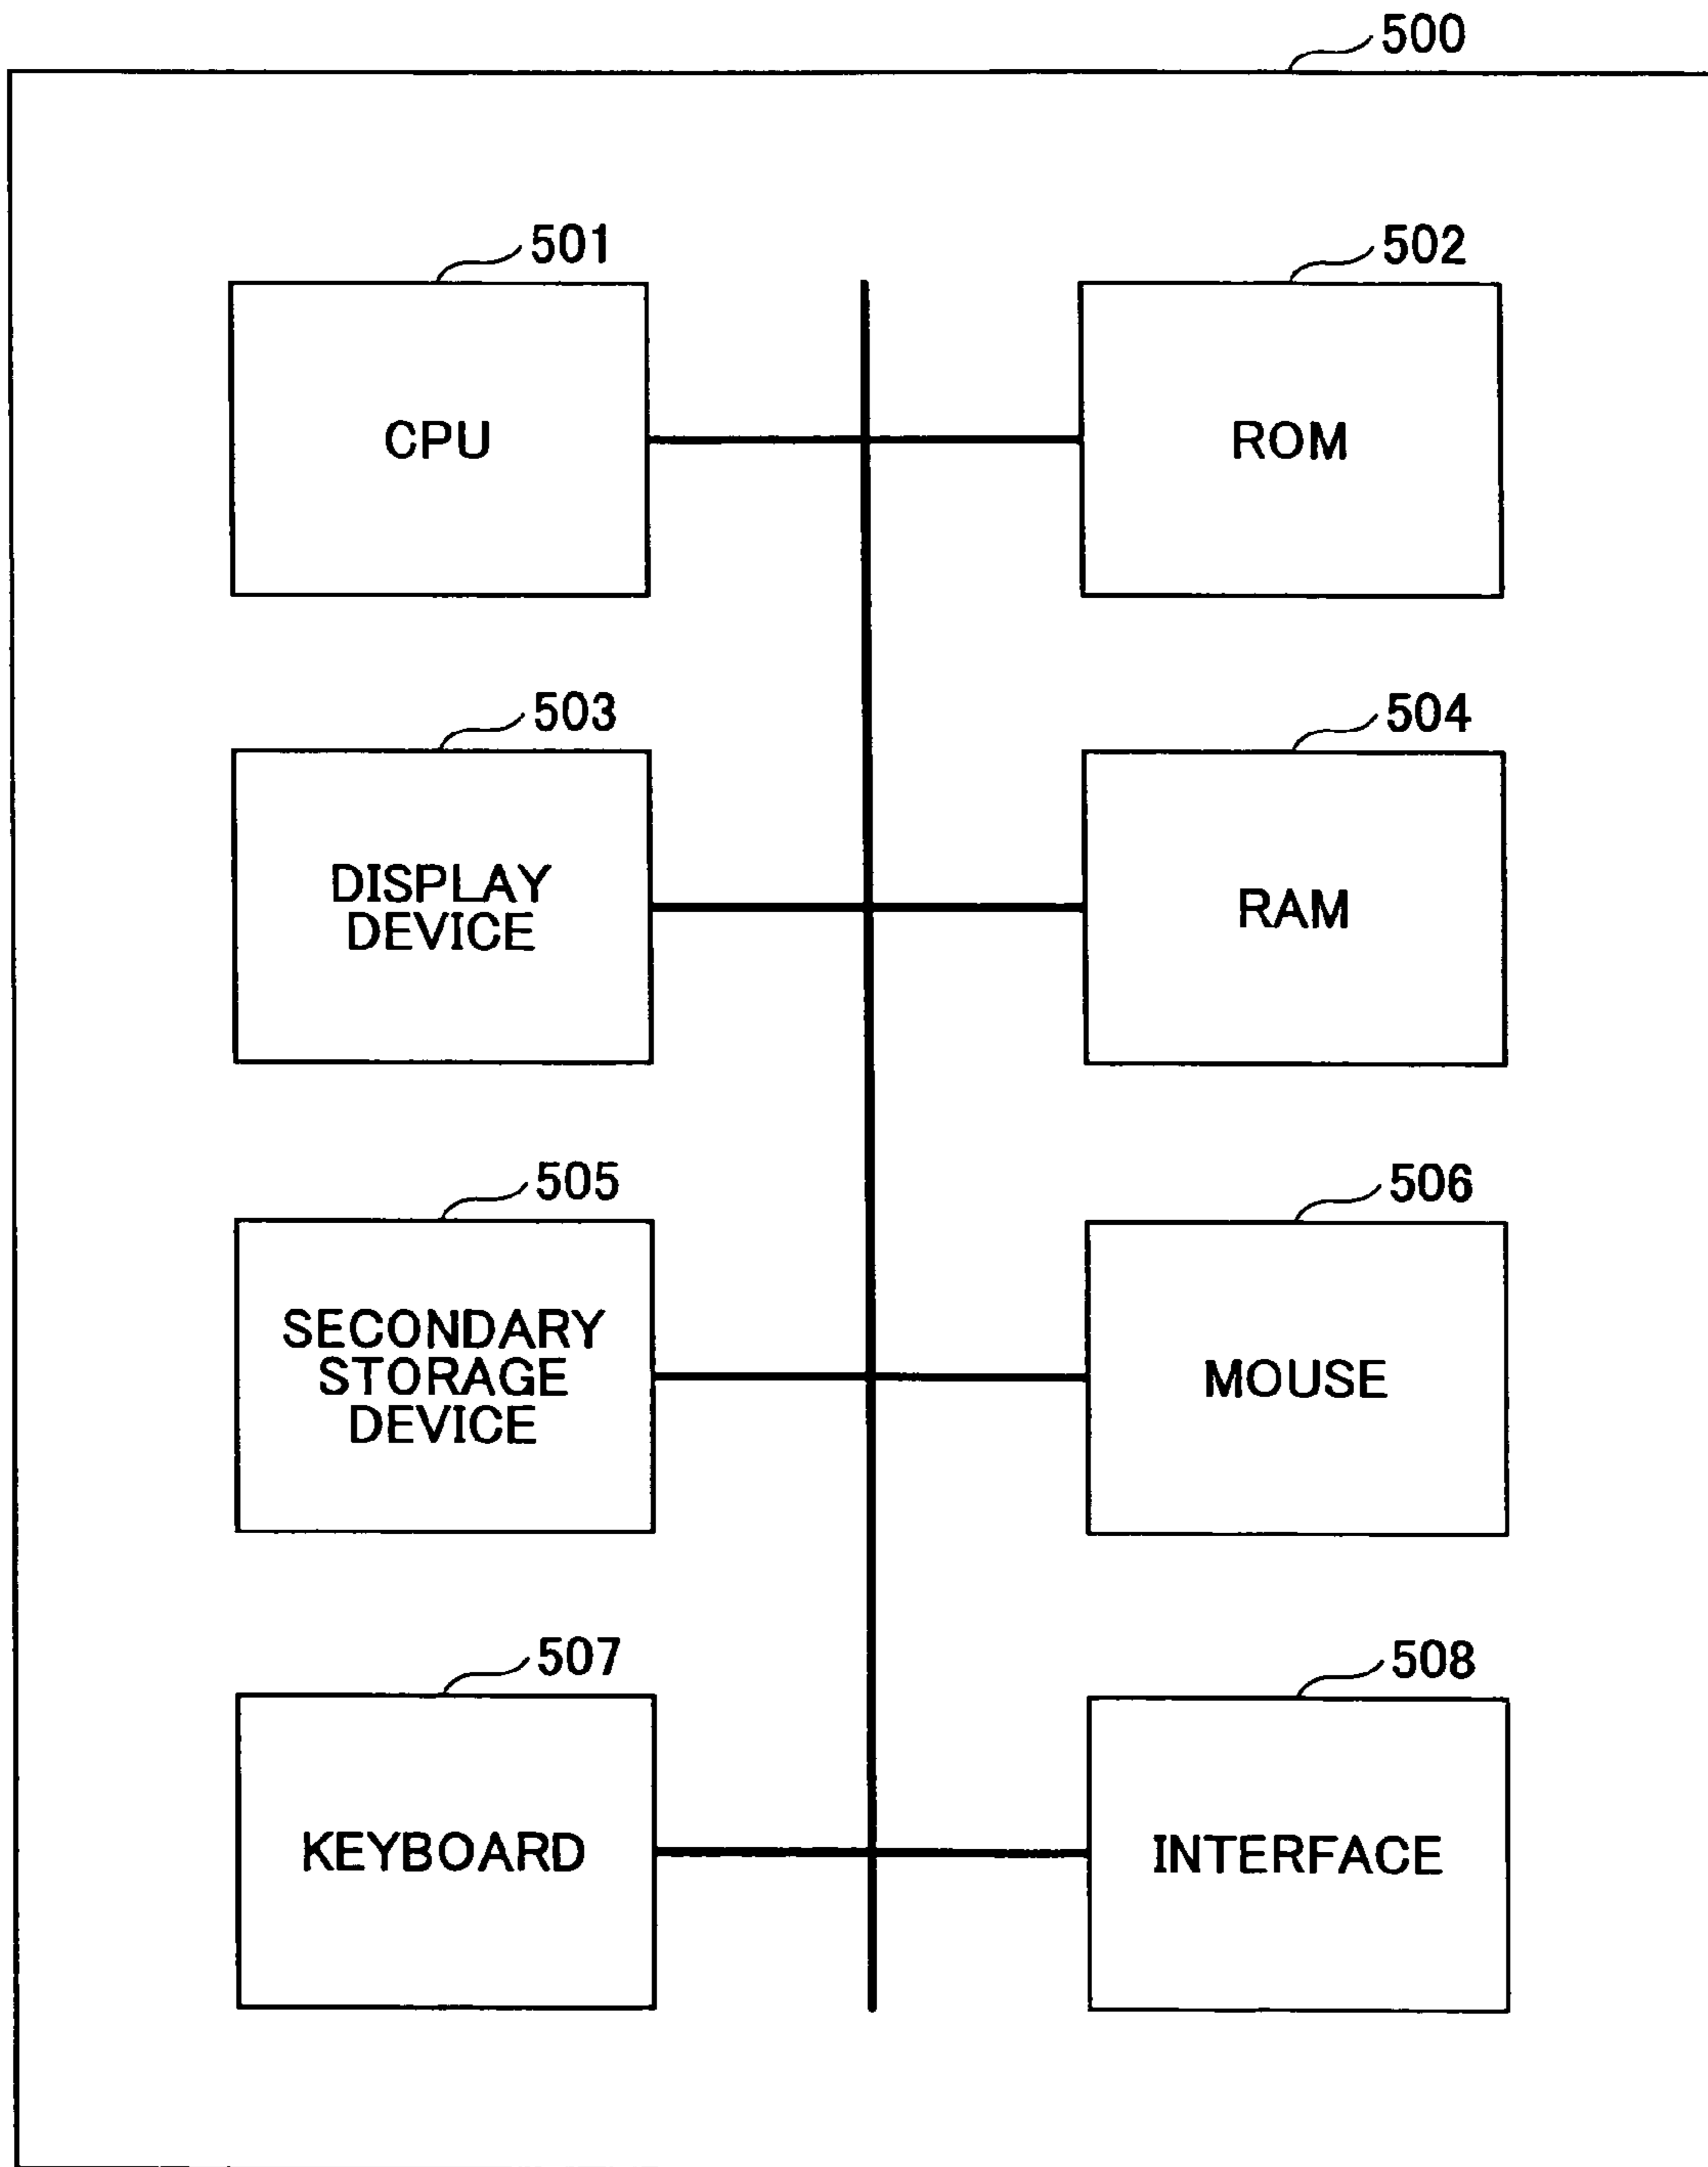 500
501
502
CPU
ROM
503
504
DISPLAY
DEVICE
RAM
505
506
SECONDARY
STORAGE
DEVICE
MOUSE
507
508
KEYBOARD
INTERFACE